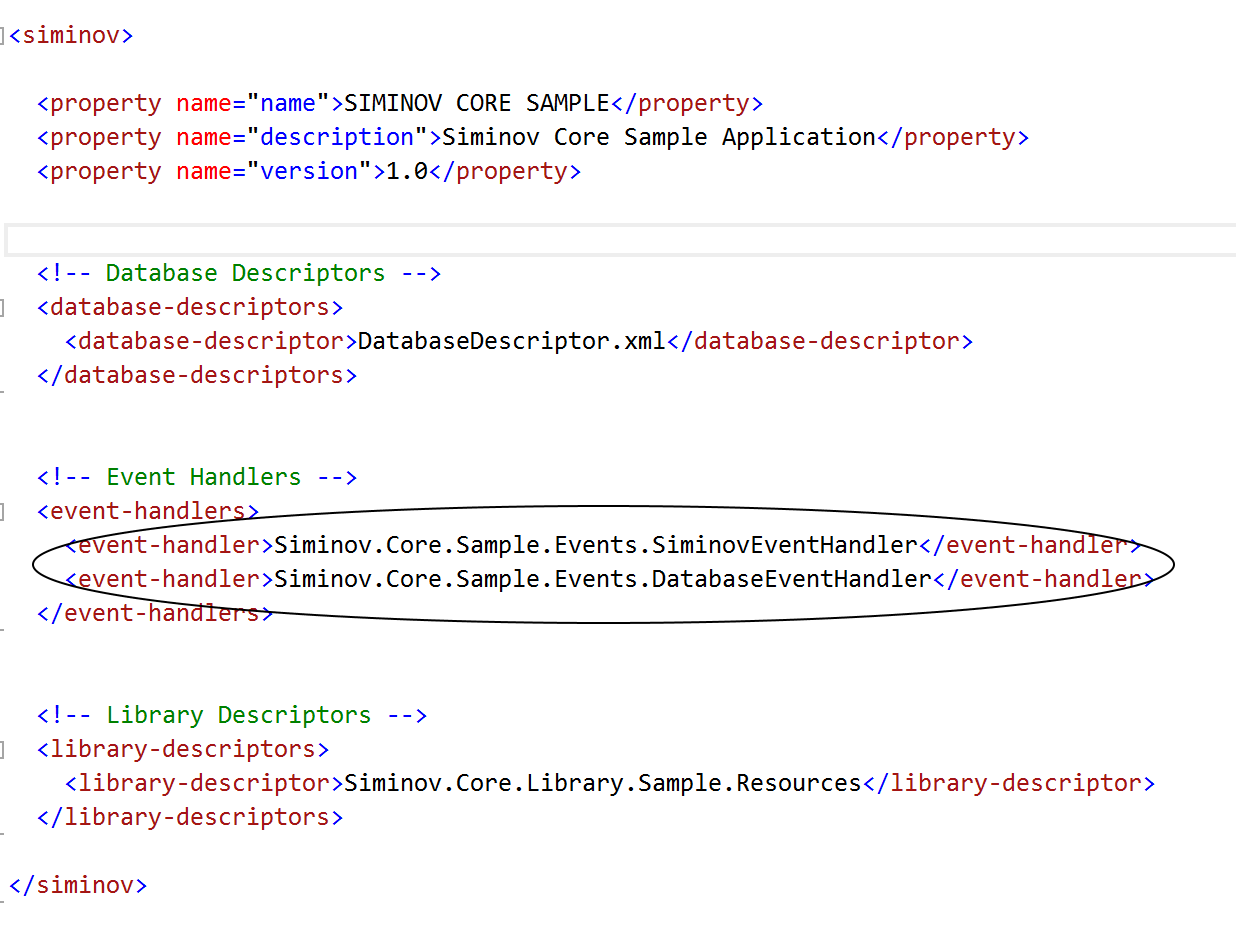 <siminov>
<property name="name">SIMINOV CORE SAMPLE</property>
<property name="description">Siminov Core Sample Application</property>
<property name="version">1.0</property>
<!-- Database Descriptors -->
<database-descriptors>
<database-descriptor>DatabaseDescriptor.xml</database-descriptor>
</database-descriptors>
<!-- Event Handlers -->
<event-handlers>
<event-handler>Siminov.Core.Sample.Events.SiminovEventHandler</event-handler>
<event-handler>Siminov.Core.Sample.Events.DatabaseEventHandler</event-handler>
</event-handlers>
<!-- Library Descriptors -->
<library-descriptors>
<library-descriptor>Siminov.Core.Library.Sample.Resources</library-descriptor>
</library-descriptors>
</siminov>